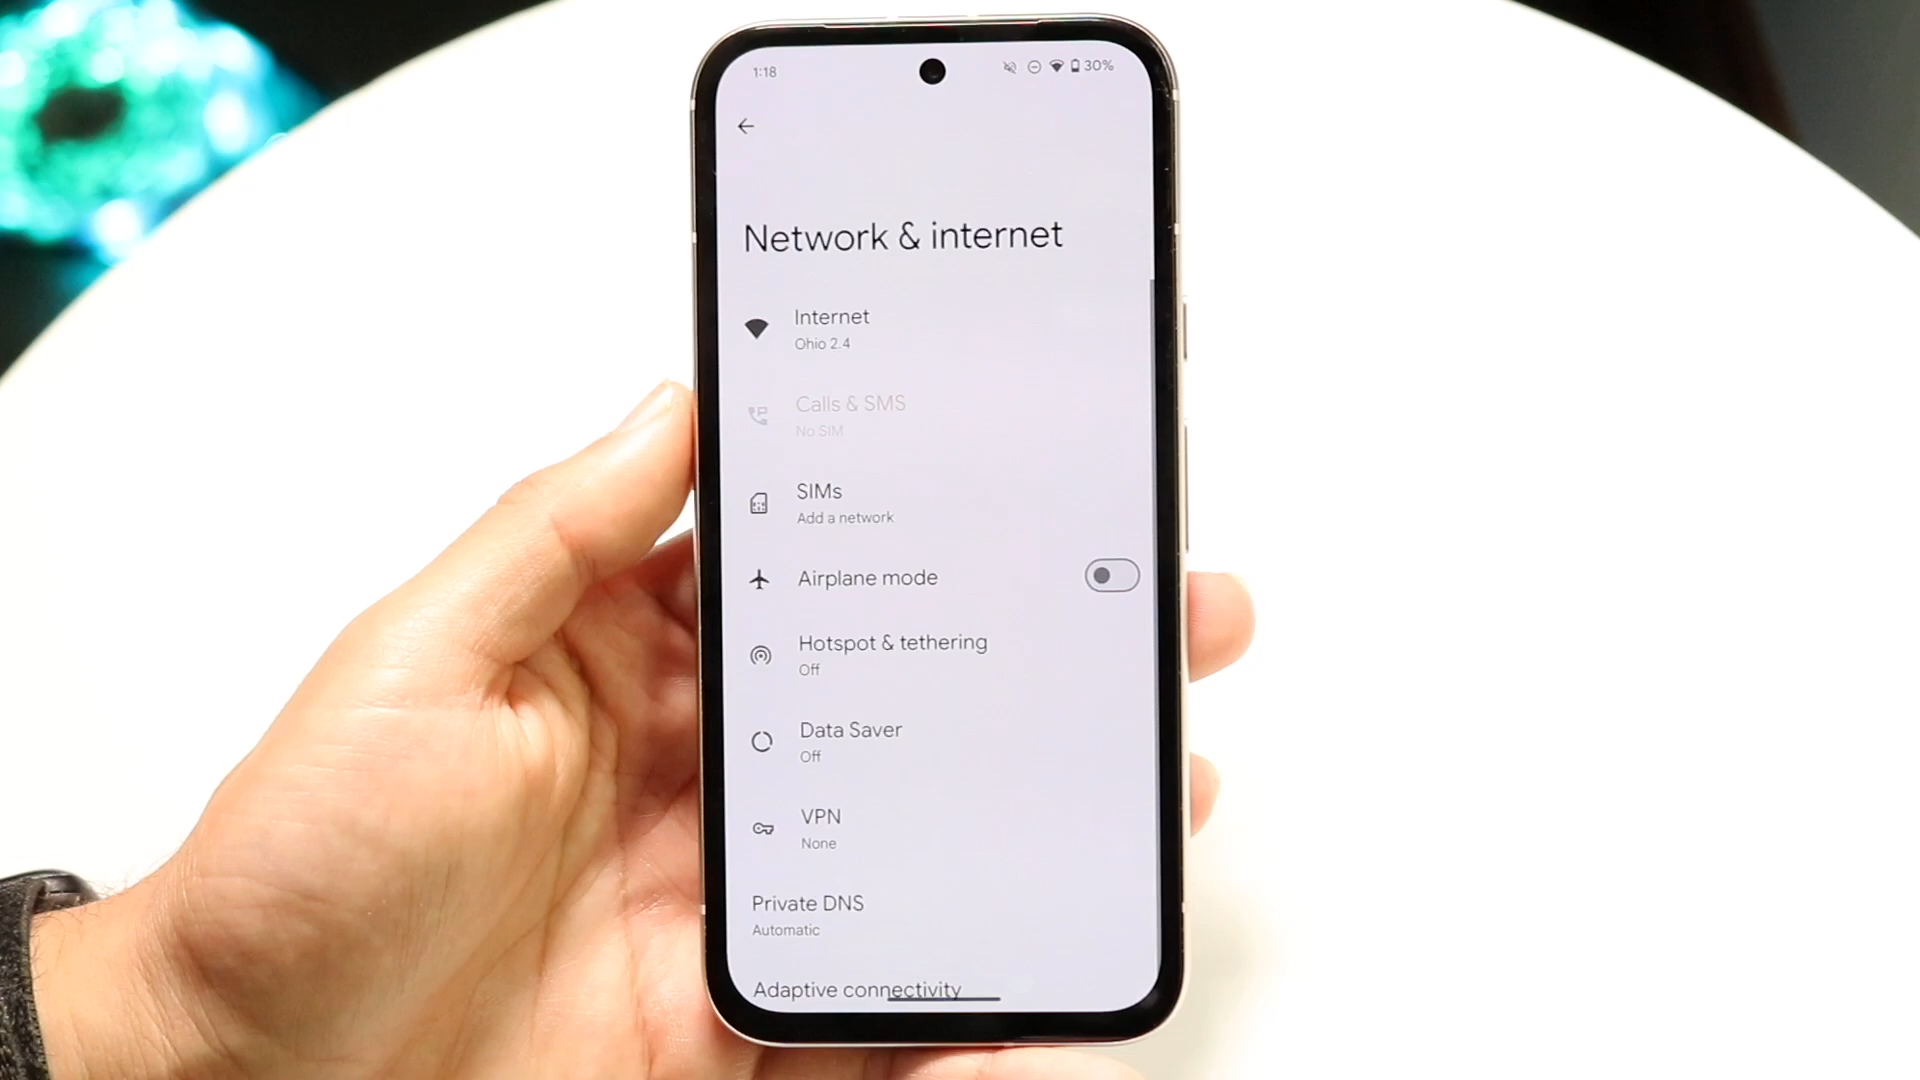 1:18
30%
Network & internet
Internet
Ohio 2.4
Calls & SMS
No SIM
SIMs
Add a network
Airplane mode
Hotspot & tethering
Off
Data Saver
Off
VPN
None
Private DNS
Automatic
Adaptive connectivity